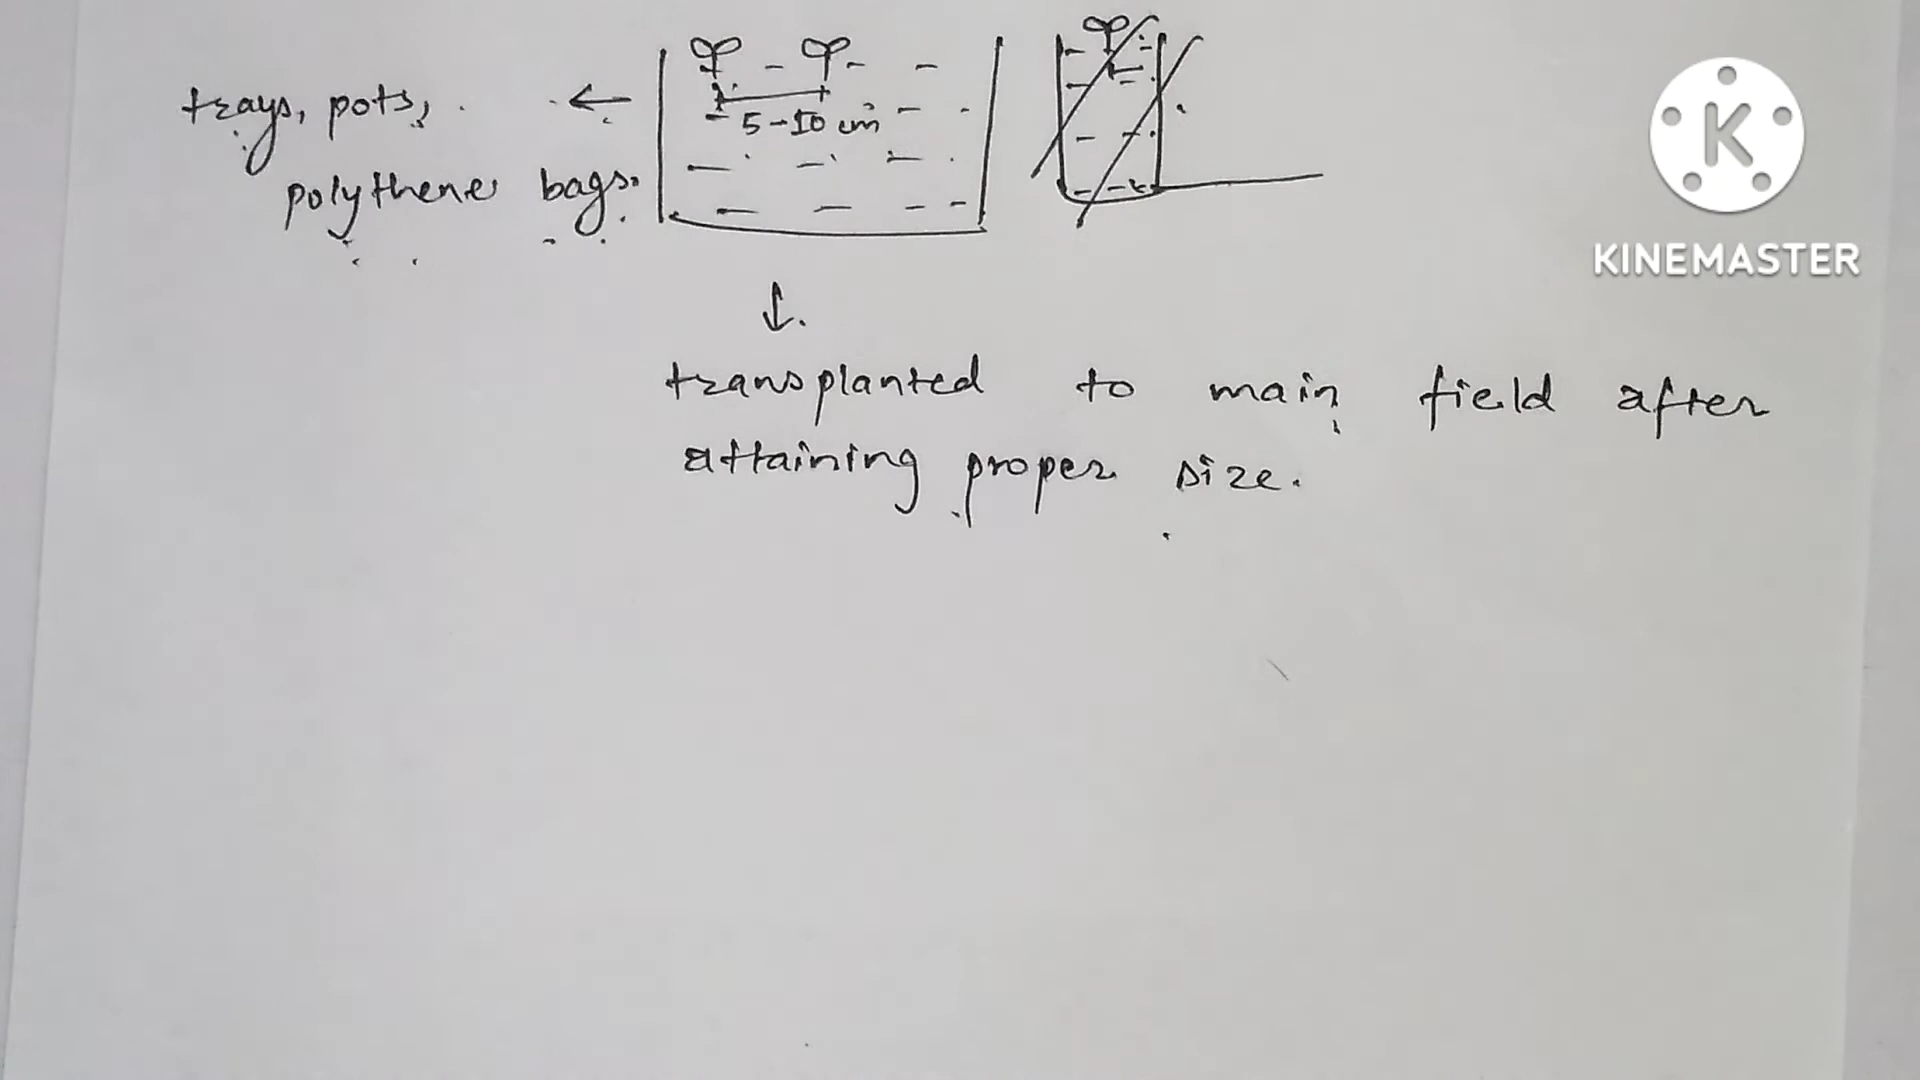 trays, pots,
polythene bags.
5-10 cm
transplanted to main field after
attaining proper size.
K
KINEMASTER